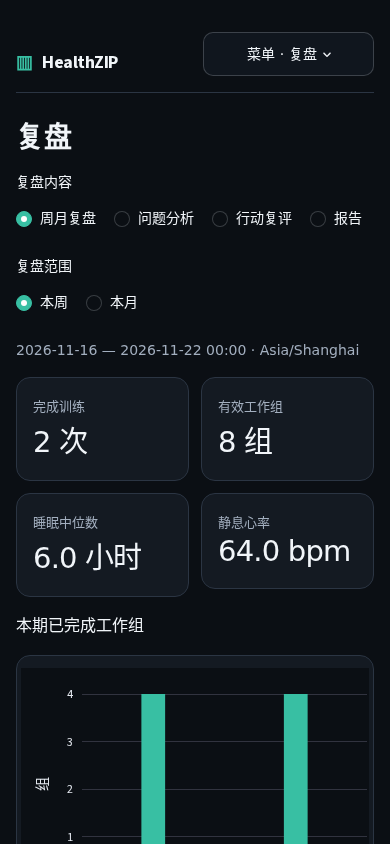 HealthZIP
菜单 · 复盘
复盘
复盘内容
周月复盘 问题分析 行动复评 报告
复盘范围
本周 本月
2026-11-16 — 2026-11-22 00:00 · Asia/Shanghai
完成训练
2 次
有效工作组
8 组
睡眠中位数
6.0 小时
静息心率
64.0 bpm
本期已完成工作组
4
3
组
2
1